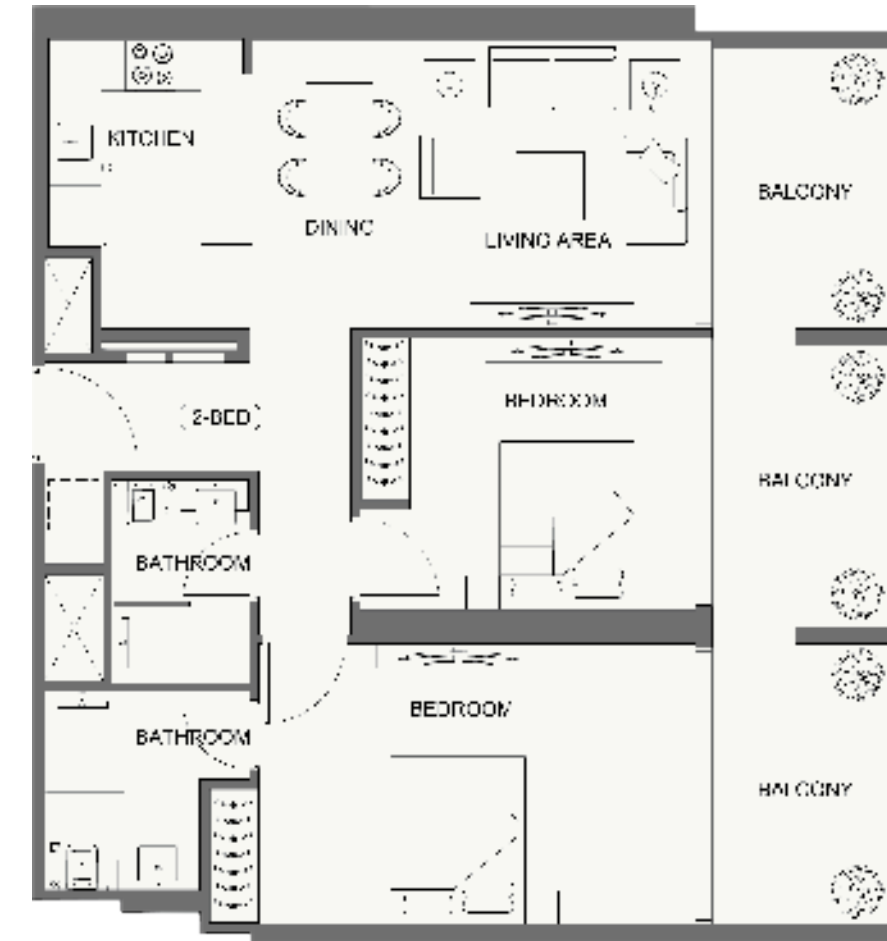 KITCHEN
BALCONY
DINING
LIVING AREA
BEDROOM
2-BED
BALCONY
BATHROOM
BEDROOM
BATHROOM
BALCONY